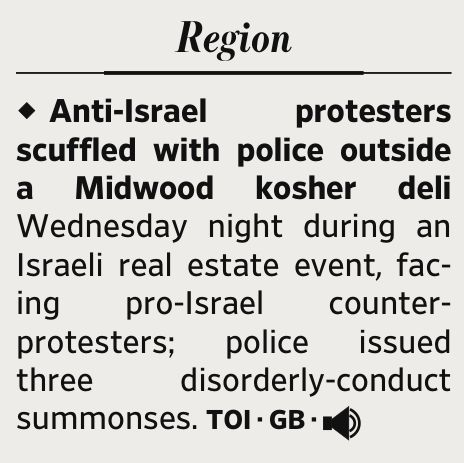 Region
◆ Anti-Israel protesters
scuffled with police outside
a Midwood kosher deli
Wednesday night during an
Israeli real estate event, fac-
ing pro-Israel counter-
protesters; police issued
three disorderly-conduct
summonses. TOI · GB ·